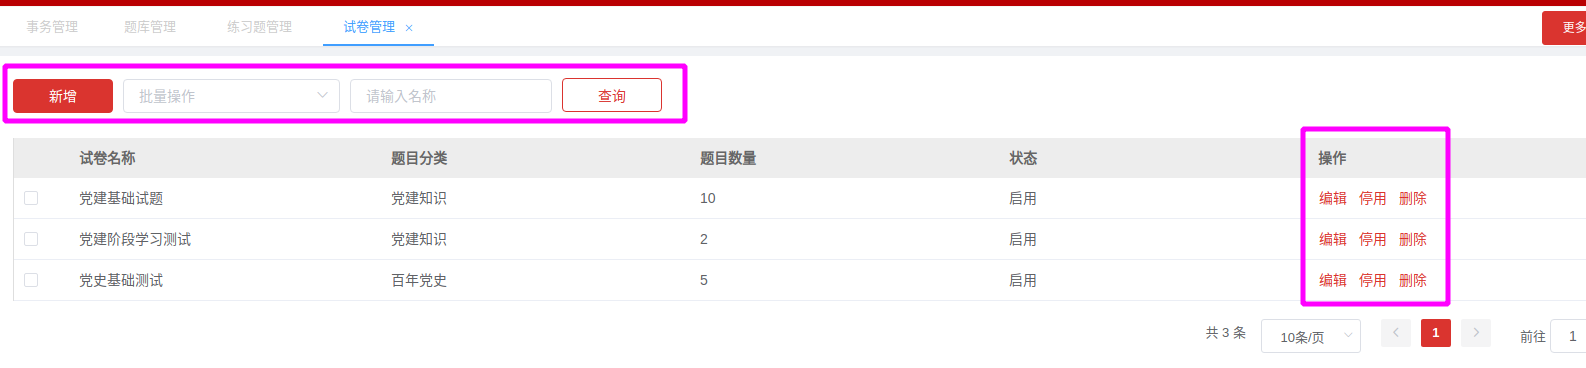 事务管理 题库管理 练习题管理 试卷管理 ×
更多
新增 批量操作 请输入名称 查询
试卷名称 题目分类 题目数量 状态 操作
党建基础试题 党建知识 10 启用 编辑 停用 删除
党建阶段学习测试 党建知识 2 启用 编辑 停用 删除
党史基础测试 百年党史 5 启用 编辑 停用 删除
共 3 条 10条/页 1 前往 1